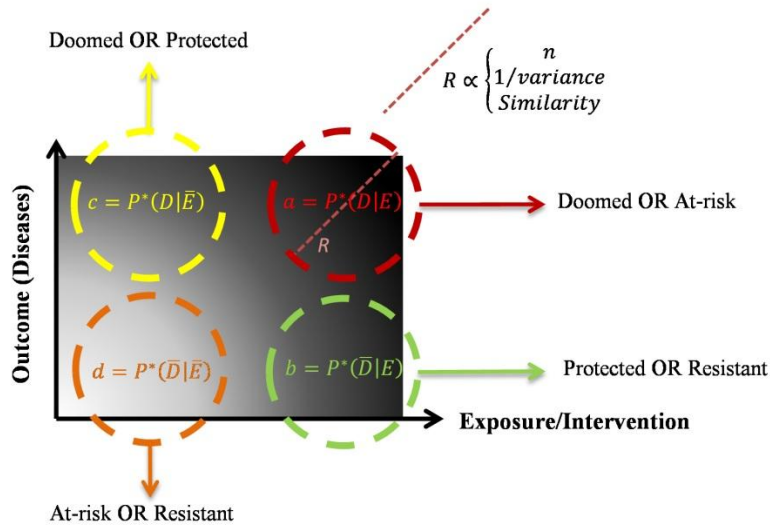 Doomed OR Protected
R ∝ { n
1/variance
Similarity
c = P*(D|E̅)
a = P*(D|E)
Doomed OR At-risk
R
Outcome (Diseases)
d = P*(D̅|E̅)
b = P*(D̅|E)
Protected OR Resistant
Exposure/Intervention
At-risk OR Resistant